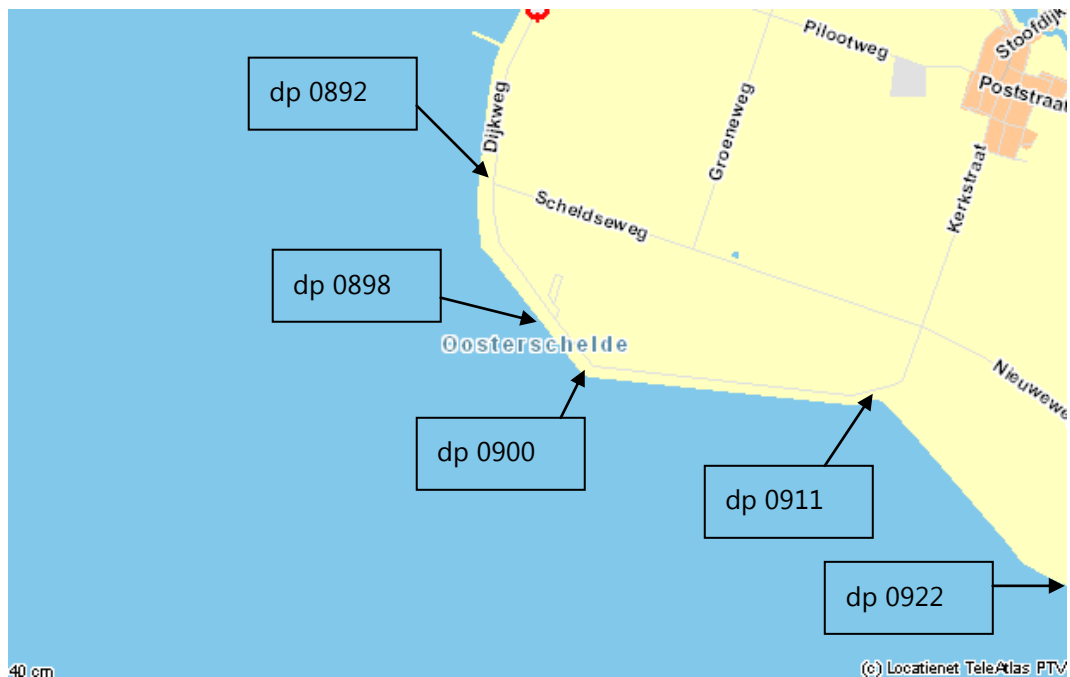 Pilootweg
Stoofdijk
dp 0892
Poststraat
Dijkweg
Groeneweg
Kerkstraat
Scheldseweg
dp 0898
Oosterschelde
Nieuwewe
dp 0900
dp 0911
dp 0922
40 cm
(c) Locatienet TeleAtlas PTV